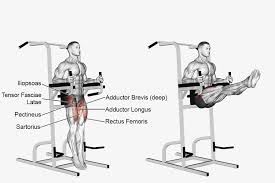 Iliopsoas
Tensor Fasciae
Latae
Pectineus
Sartorius
Adductor Brevis (deep)
Adductor Longus
Rectus Femoris